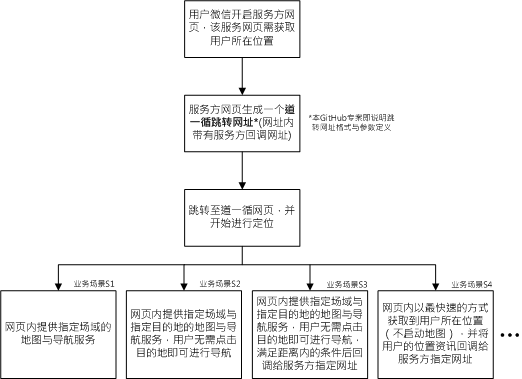 用户微信开启服务方网
页，该服务网页需获取
用户所在位置
服务方网页生成一个道
一循跳转网址*(网址内
带有服务方回调网址)
*本GitHub专案即说明跳
转网址格式与参数定义
跳转至道一循网页，并
开始进行定位
业务场景S1
网页内提供指定场域的
地图与导航服务
业务场景S2
网页内提供指定场域与
指定目的地的地图与导
航服务，用户无需点击
目的地即可进行导航
业务场景S3
网页内提供指定场域与
指定目的地的地图与导
航服务，用户无需点击
目的地即可进行导航，
满足距离内的条件后回
调给服务方指定网址
业务场景S4
网页内以最快速的方式
获取到用户所在位置
（不启动地图），并将
用户的位置资讯回调给
服务方指定网址
•••